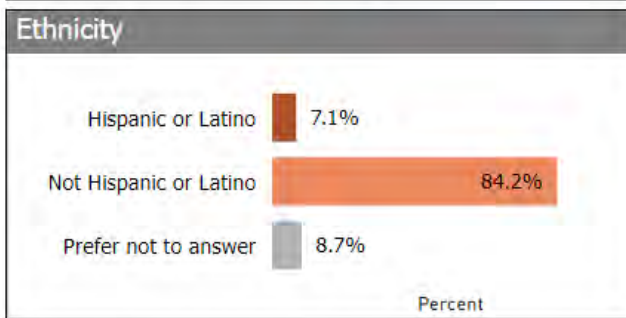 Ethnicity
Hispanic or Latino 7.1%
Not Hispanic or Latino 84.2%
Prefer not to answer 8.7%
Percent